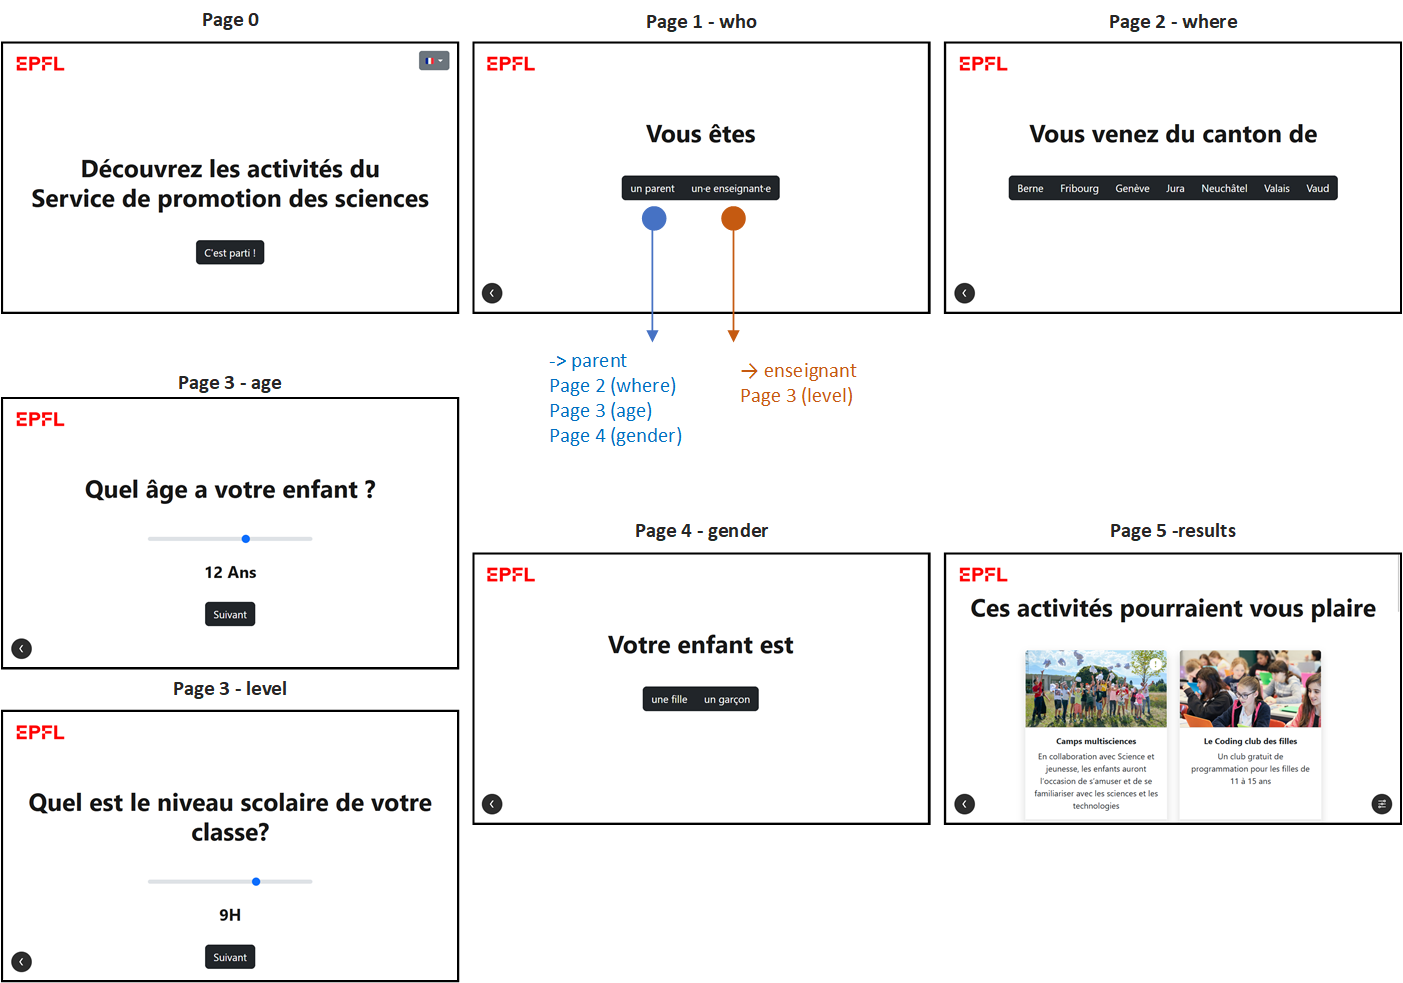 Page 0
EPFL
Découvrez les activités du
Service de promotion des sciences
C'est parti !
Page 1 - who
EPFL
Vous êtes
un parent un·e enseignant·e
-> parent
Page 2 (where)
Page 3 (age)
Page 4 (gender)
→ enseignant
Page 3 (level)
Page 2 - where
EPFL
Vous venez du canton de
Berne Fribourg Genève Jura Neuchâtel Valais Vaud
Page 3 - age
EPFL
Quel âge a votre enfant ?
12 Ans
Suivant
Page 3 - level
EPFL
Quel est le niveau scolaire de votre
classe?
9H
Suivant
Page 4 - gender
EPFL
Votre enfant est
une fille un garçon
Page 5 -results
EPFL
Ces activités pourraient vous plaire
Camps multisciences
En collaboration avec Science et
jeunesse, les enfants auront
l'occasion de s'amuser et de se
familiariser avec les sciences et les
technologies
Le Coding club des filles
Un club gratuit de
programmation pour les filles de
11 à 15 ans